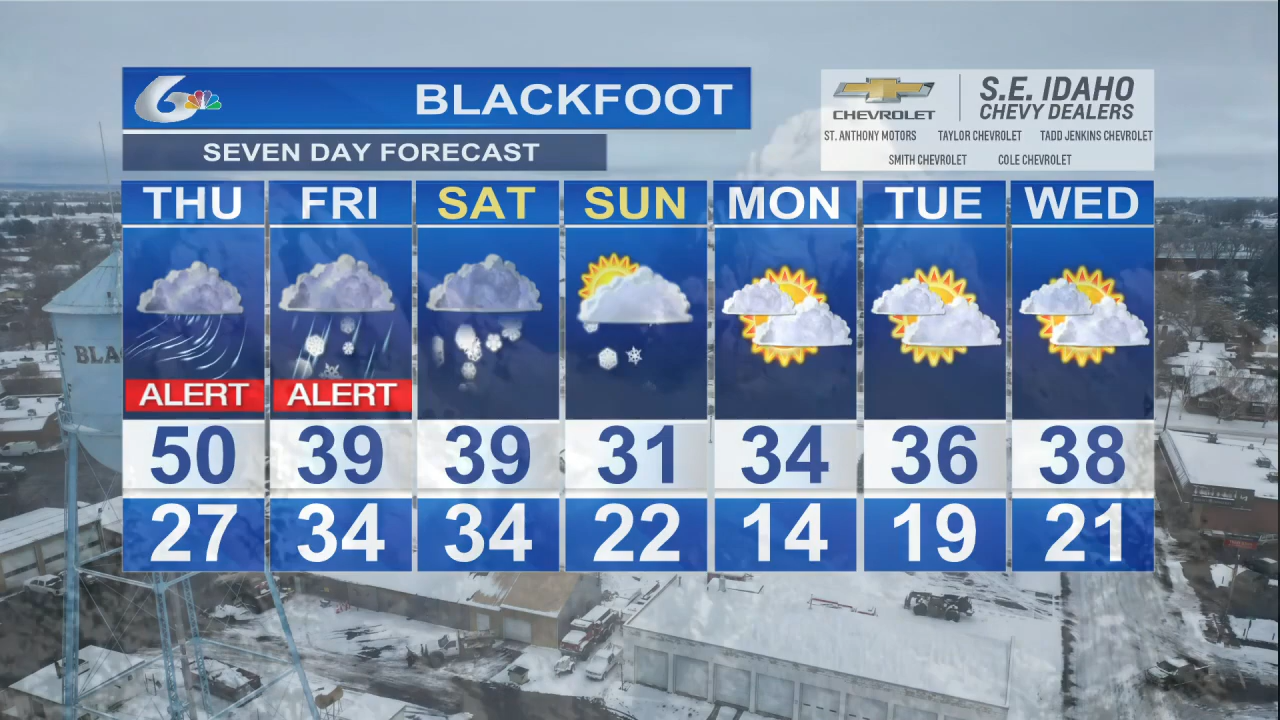 6
BLACKFOOT
SEVEN DAY FORECAST
CHEVROLET
S.E. IDAHO
CHEVY DEALERS
ST. ANTHONY MOTORS TAYLOR CHEVROLET TADD JENKINS CHEVROLET
SMITH CHEVROLET COLE CHEVROLET
THU FRI SAT SUN MON TUE WED
BLA
ALERT ALERT
50 39 39 31 34 36 38
27 34 34 22 14 19 21